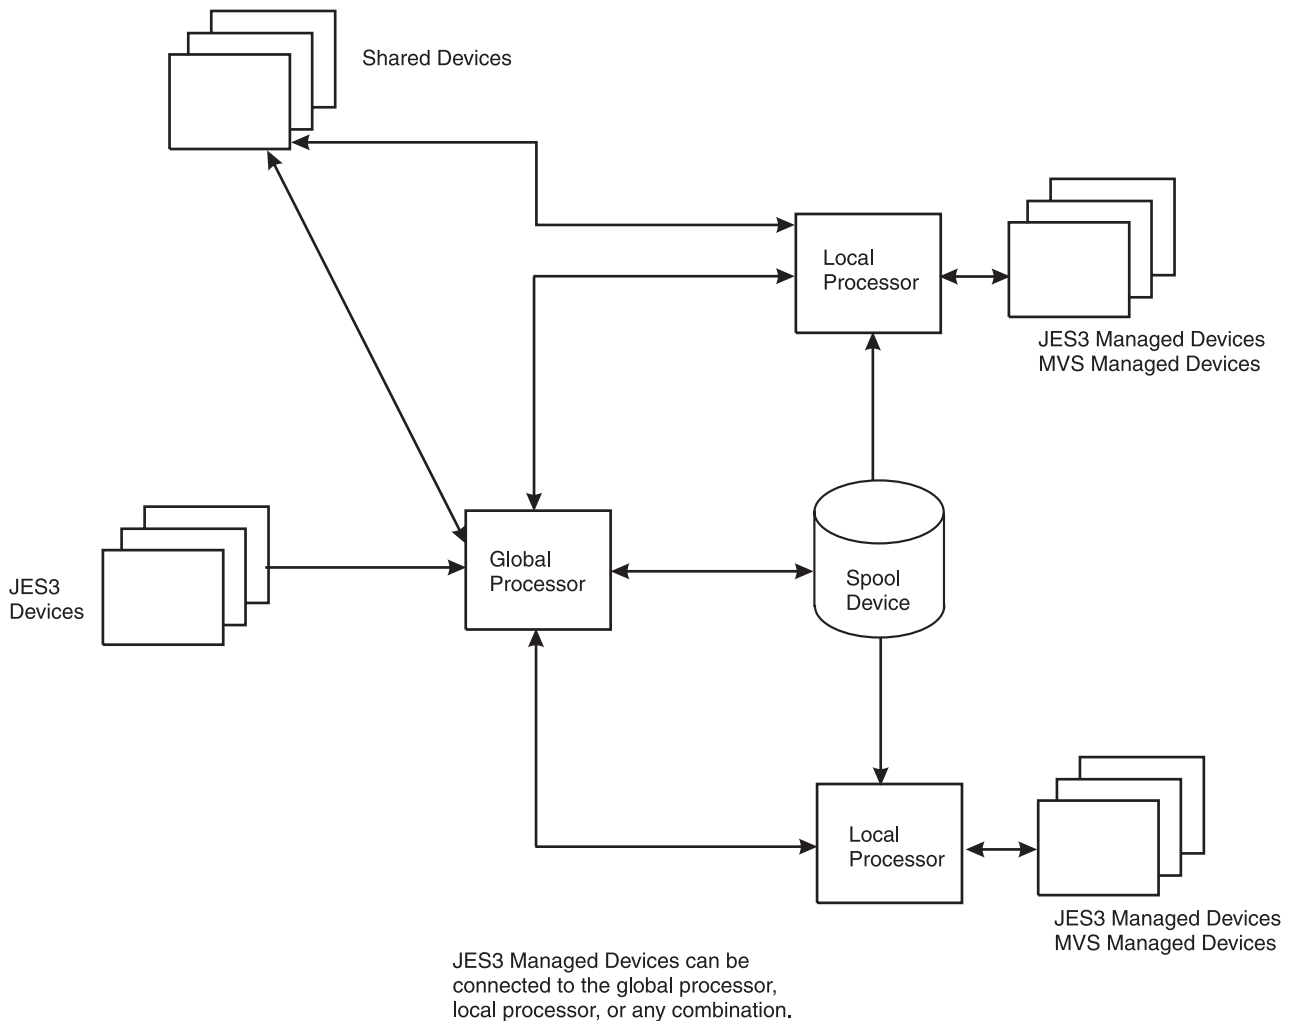 Shared Devices
Local
Processor
JES3 Managed Devices
MVS Managed Devices
Global
Processor
Spool
Device
JES3
Devices
Local
Processor
JES3 Managed Devices
MVS Managed Devices
JES3 Managed Devices can be
connected to the global processor,
local processor, or any combination.